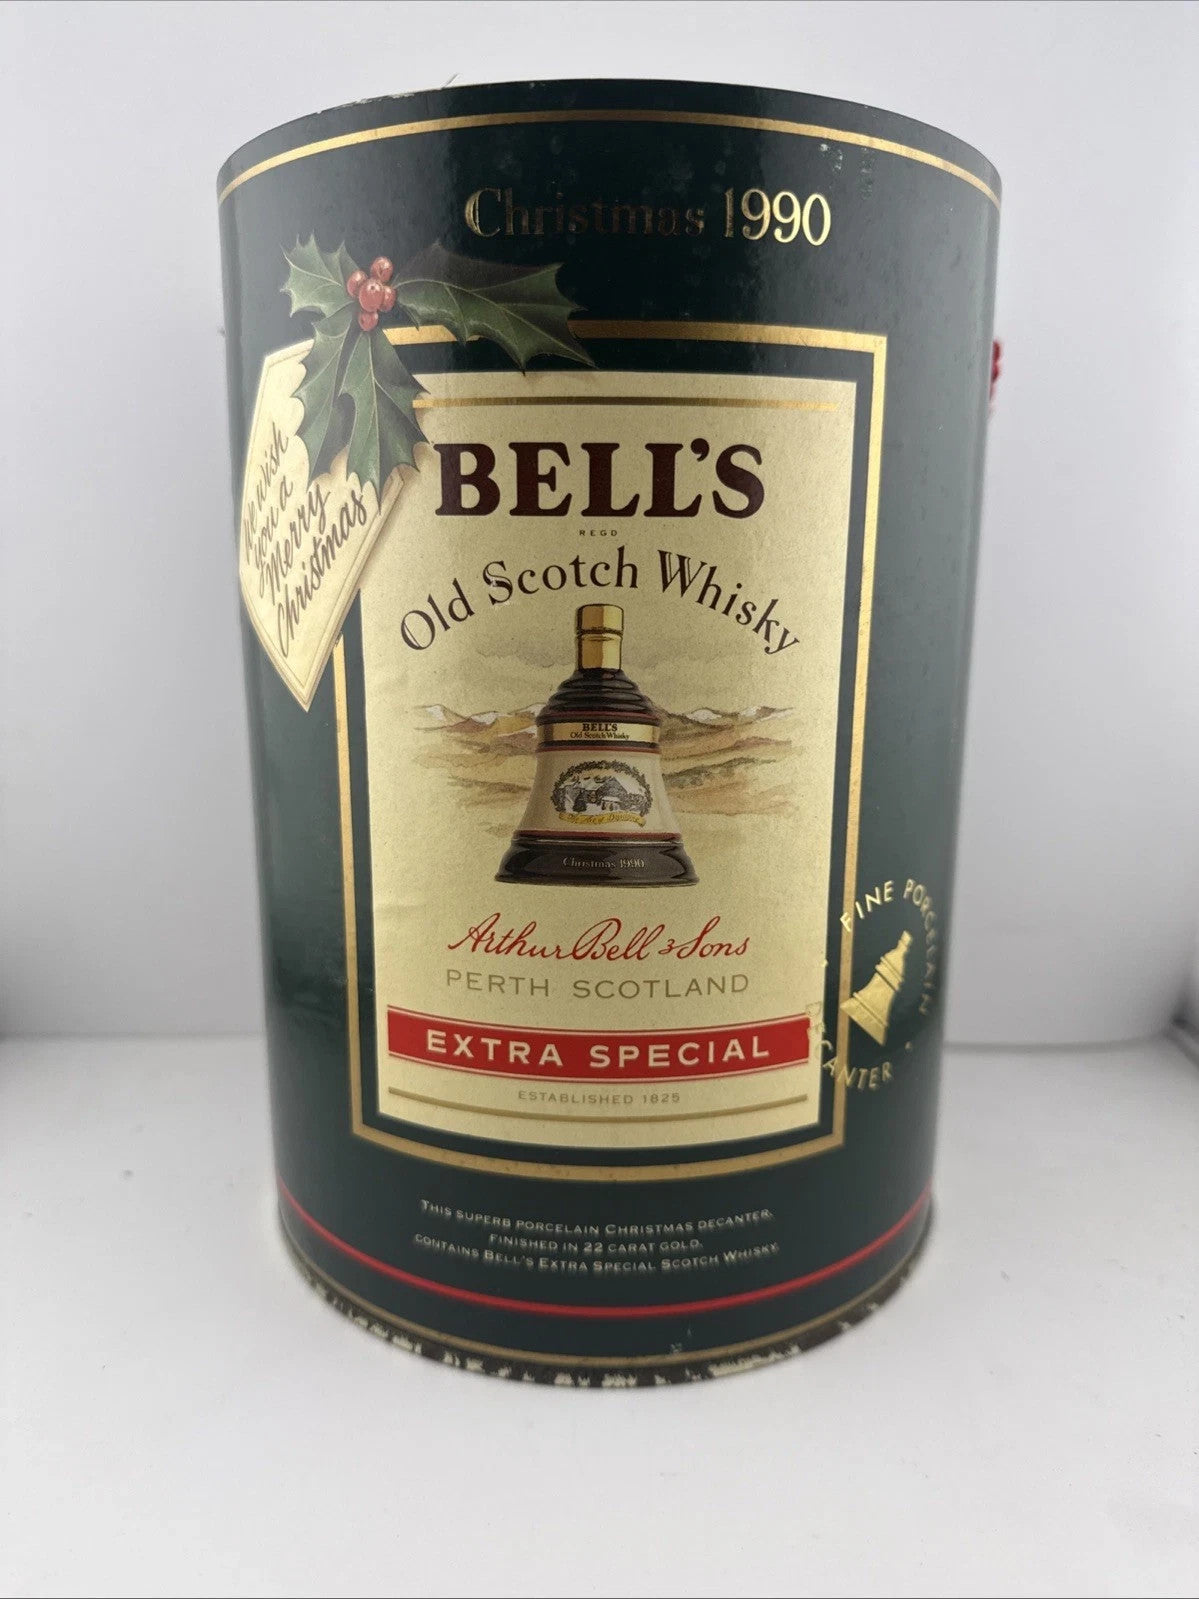 Christmas 1990
We wish
you a
Merry
Christmas
BELL'S
REGD
Old Scotch Whisky
BELL'S
Old Scotch Whisky
Christmas 1990
Arthur Bell & Sons
PERTH SCOTLAND
EXTRA SPECIAL
ESTABLISHED 1825
FINE PORCELAIN
DECANTER
THIS SUPERB PORCELAIN CHRISTMAS DECANTER,
FINISHED IN 22 CARAT GOLD,
CONTAINS BELL'S EXTRA SPECIAL SCOTCH WHISKY